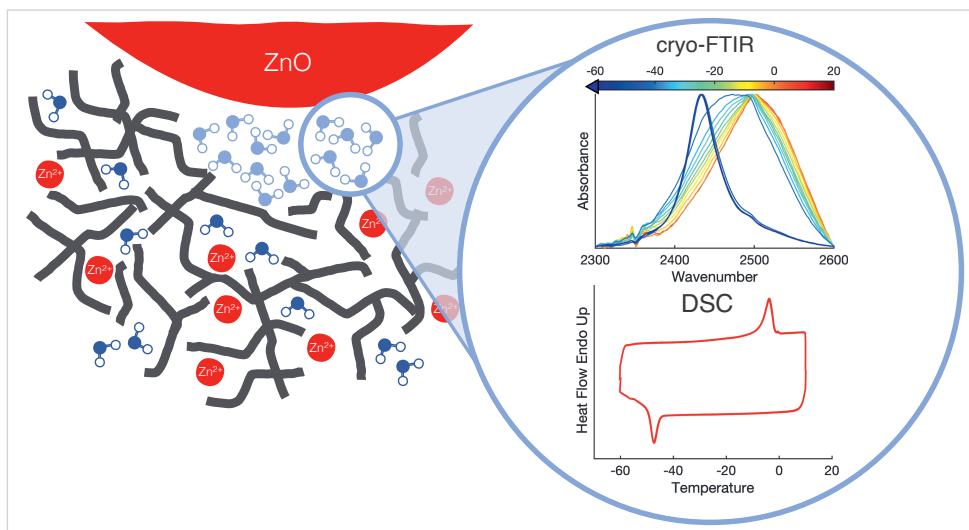 ZnO
cryo-FTIR
-60 -40 -20 0 20
Absorbance
2300 2400 2500 2600
Wavenumber
DSC
Heat Flow Endo Up
-60 -40 -20 0 20
Temperature
Zn²⁺
Zn²⁺
Zn²
Zn²⁺
Zn²⁺
Zn²⁺
Zn²⁺
Zn²⁺
Zn²⁺